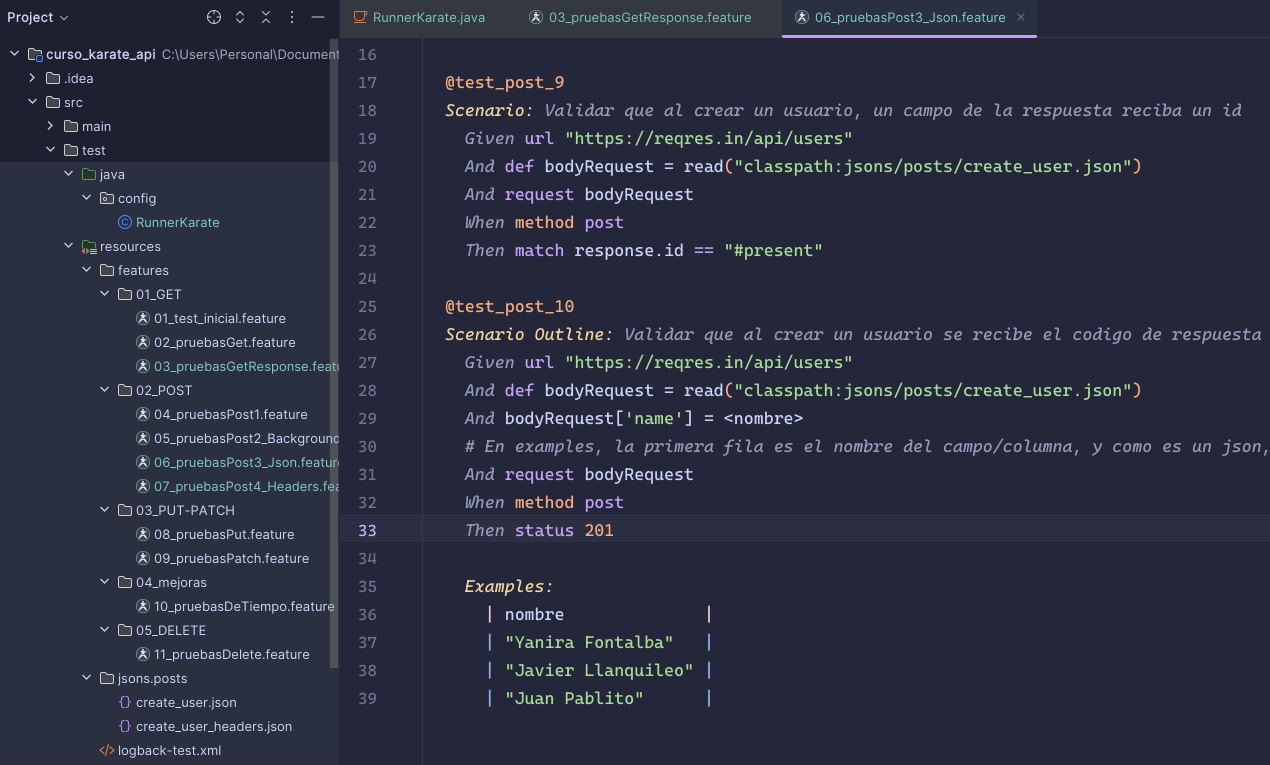 Project
RunnerKarate.java
03_pruebasGetResponse.feature
06_pruebasPost3_Json.feature
curso_karate_api C:\Users\Personal\Document
.idea
src
main
test
java
config
RunnerKarate
resources
features
01_GET
01_test_inicial.feature
02_pruebasGet.feature
03_pruebasGetResponse.featu
02_POST
04_pruebasPost1.feature
05_pruebasPost2_Background
06_pruebasPost3_Json.featur
07_pruebasPost4_Headers.fea
03_PUT-PATCH
08_pruebasPut.feature
09_pruebasPatch.feature
04_mejoras
10_pruebasDeTiempo.feature
05_DELETE
11_pruebasDelete.feature
jsons.posts
create_user.json
create_user_headers.json
logback-test.xml
16
17 @test_post_9
18 Scenario: Validar que al crear un usuario, un campo de la respuesta reciba un id
19 Given url "https://reqres.in/api/users"
20 And def bodyRequest = read("classpath:jsons/posts/create_user.json")
21 And request bodyRequest
22 When method post
23 Then match response.id == "#present"
24
25 @test_post_10
26 Scenario Outline: Validar que al crear un usuario se recibe el codigo de respuesta
27 Given url "https://reqres.in/api/users"
28 And def bodyRequest = read("classpath:jsons/posts/create_user.json")
29 And bodyRequest['name'] = <nombre>
30 # En examples, la primera fila es el nombre del campo/columna, y como es un json,
31 And request bodyRequest
32 When method post
33 Then status 201
34
35 Examples:
36 | nombre |
37 | "Yanira Fontalba" |
38 | "Javier Llanquileo" |
39 | "Juan Pablito" |